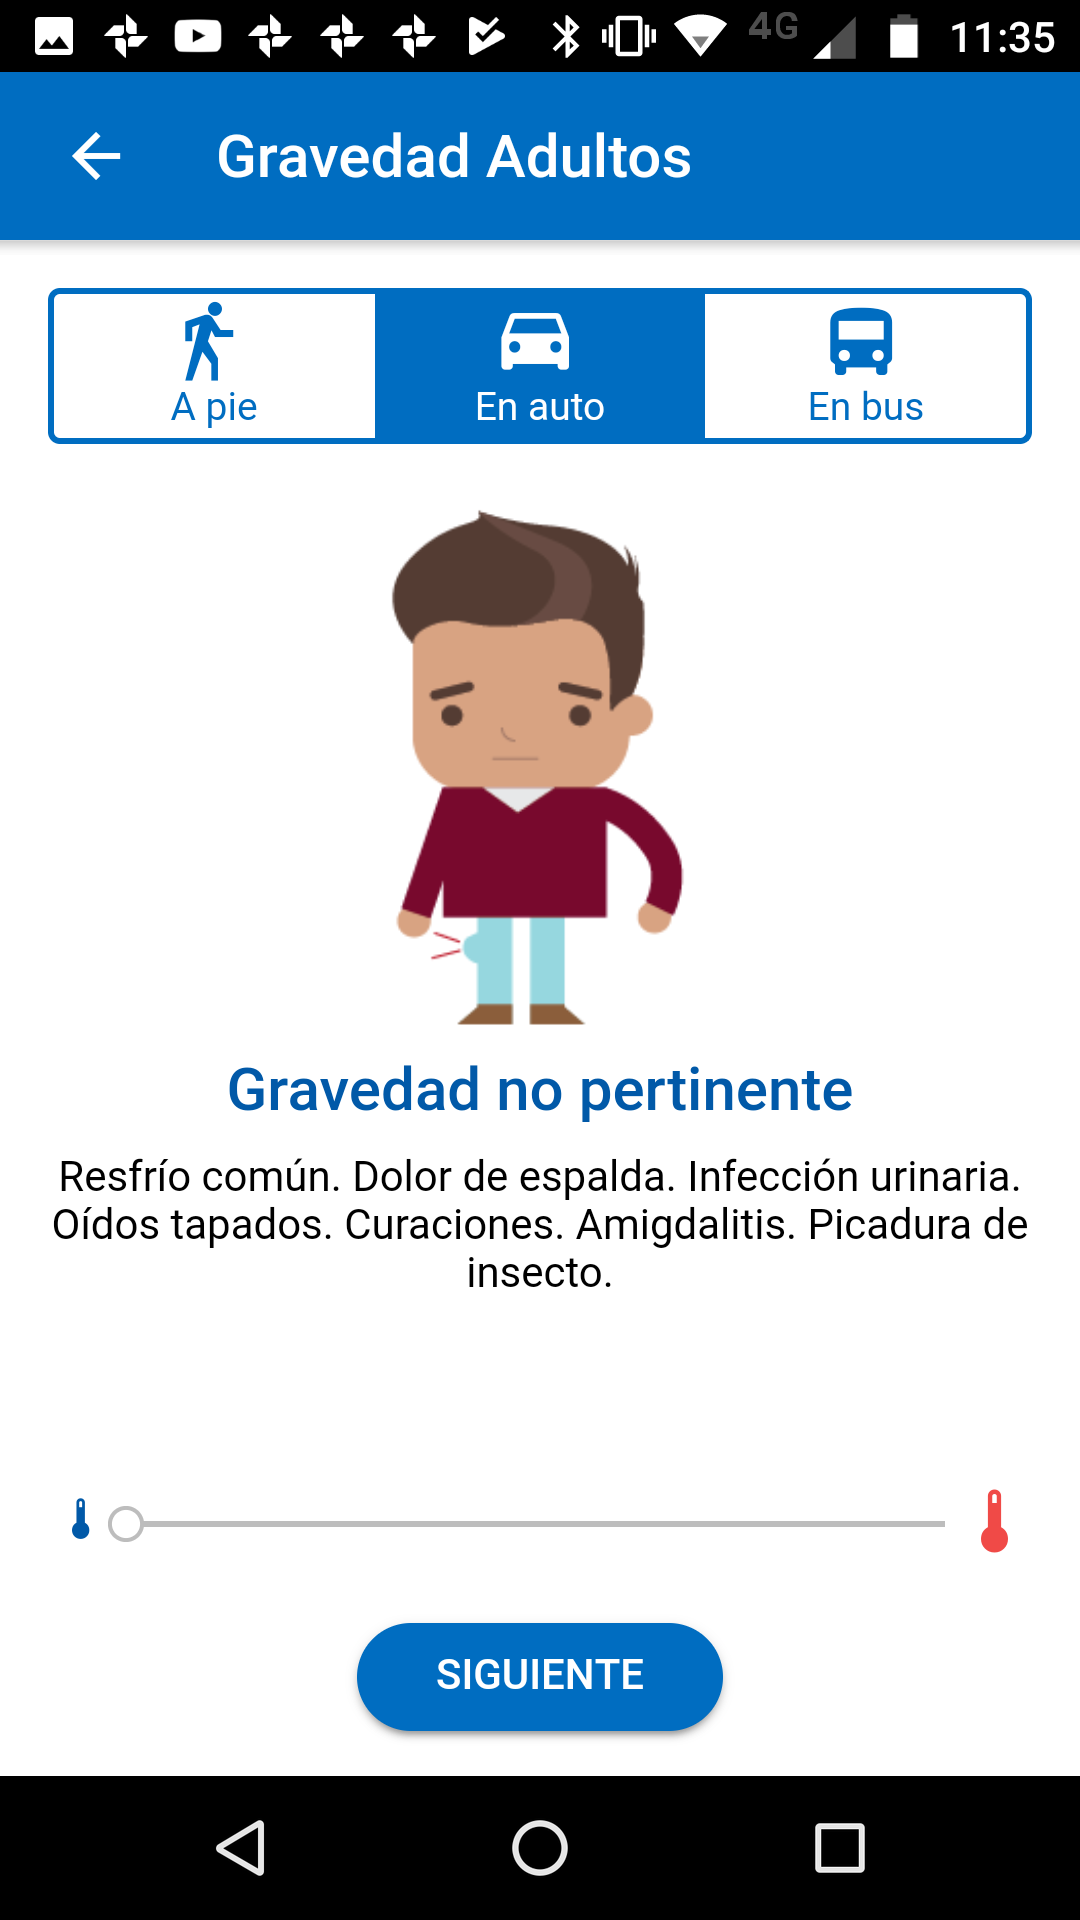 4G 11:35
Gravedad Adultos
A pie
En auto
En bus
Gravedad no pertinente
Resfrío común. Dolor de espalda. Infección urinaria.
Oídos tapados. Curaciones. Amigdalitis. Picadura de
insecto.
SIGUIENTE